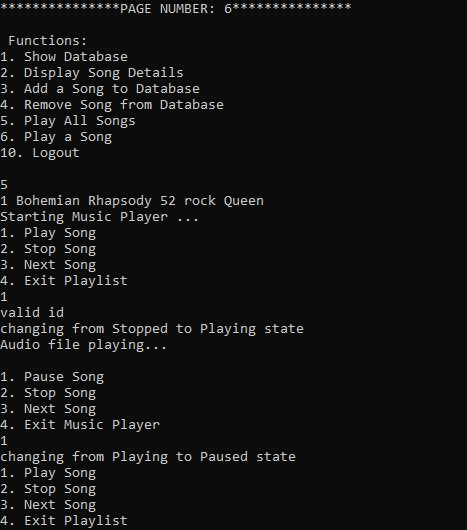 ***************PAGE NUMBER: 6***************
Functions:
1. Show Database
2. Display Song Details
3. Add a Song to Database
4. Remove Song from Database
5. Play All Songs
6. Play a Song
10. Logout
5
1 Bohemian Rhapsody 52 rock Queen
Starting Music Player ...
1. Play Song
2. Stop Song
3. Next Song
4. Exit Playlist
1
valid id
changing from Stopped to Playing state
Audio file playing...
1. Pause Song
2. Stop Song
3. Next Song
4. Exit Music Player
1
changing from Playing to Paused state
1. Play Song
2. Stop Song
3. Next Song
4. Exit Playlist